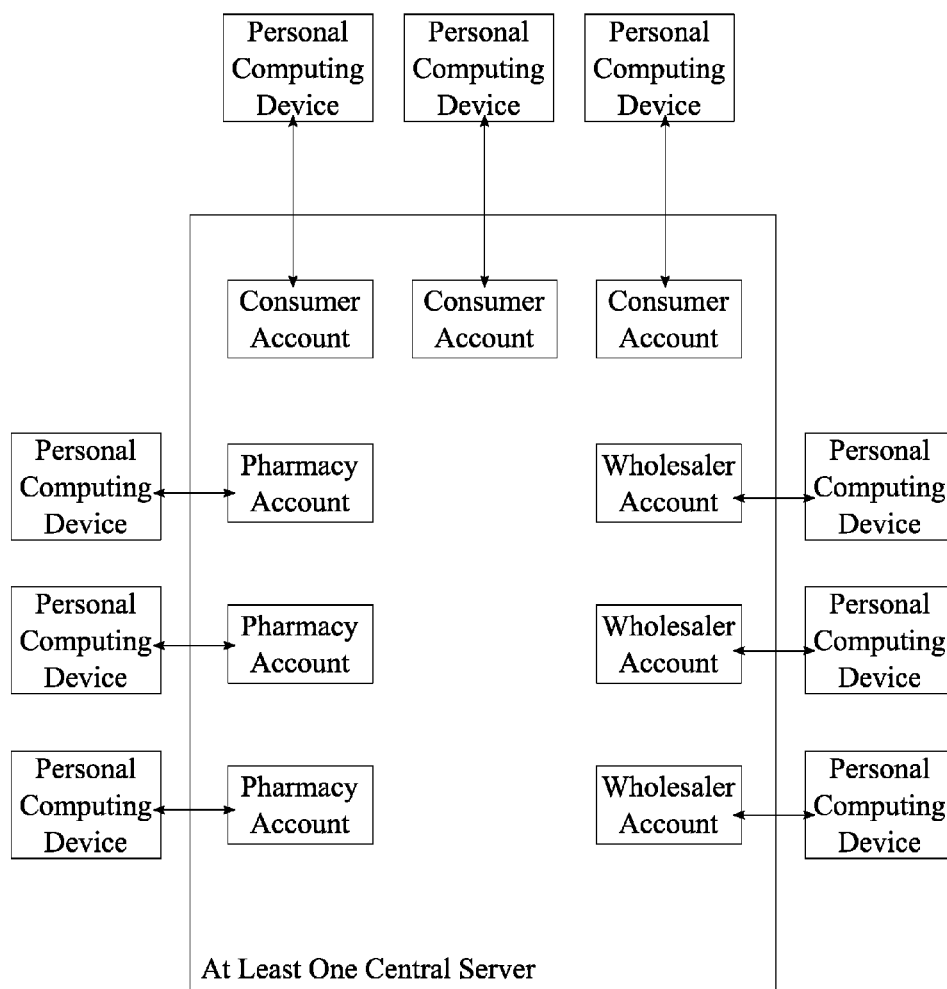 Personal
Computing
Device
Personal
Computing
Device
Personal
Computing
Device
Consumer
Account
Consumer
Account
Consumer
Account
Personal
Computing
Device
Pharmacy
Account
Wholesaler
Account
Personal
Computing
Device
Personal
Computing
Device
Pharmacy
Account
Wholesaler
Account
Personal
Computing
Device
Personal
Computing
Device
Pharmacy
Account
Wholesaler
Account
Personal
Computing
Device
At Least One Central Server